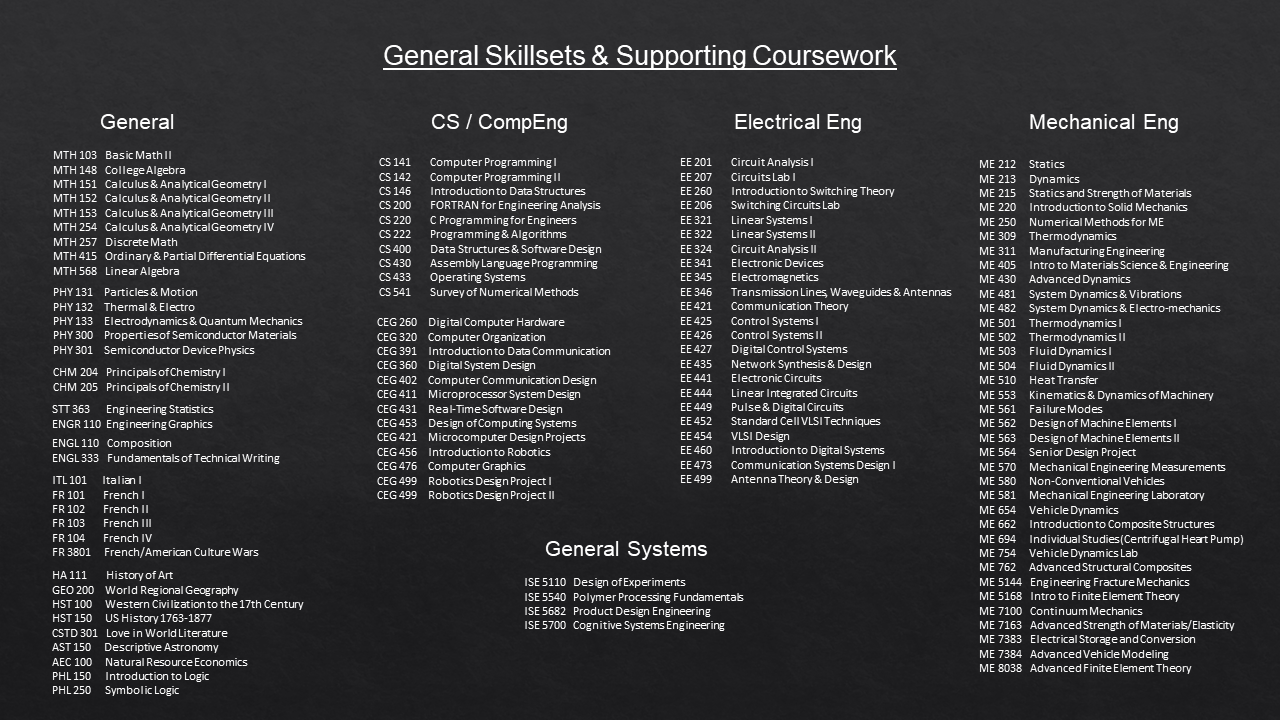 General Skillsets & Supporting Coursework
General
MTH 103 Basic Math II
MTH 148 College Algebra
MTH 151 Calculus & Analytical Geometry I
MTH 152 Calculus & Analytical Geometry II
MTH 153 Calculus & Analytical Geometry III
MTH 254 Calculus & Analytical Geometry IV
MTH 257 Discrete Math
MTH 415 Ordinary & Partial Differential Equations
MTH 568 Linear Algebra
PHY 131 Particles & Motion
PHY 132 Thermal & Electro
PHY 133 Electrodynamics & Quantum Mechanics
PHY 300 Properties of Semiconductor Materials
PHY 301 Semiconductor Device Physics
CHM 204 Principals of Chemistry I
CHM 205 Principals of Chemistry II
STT 363 Engineering Statistics
ENGR 110 Engineering Graphics
ENGL 110 Composition
ENGL 333 Fundamentals of Technical Writing
ITL 101 Italian I
FR 101 French I
FR 102 French II
FR 103 French III
FR 104 French IV
FR 3801 French/American Culture Wars
HA 111 History of Art
GEO 200 World Regional Geography
HST 100 Western Civilization to the 17th Century
HST 150 US History 1763-1877
CSTD 301 Love in World Literature
AST 150 Descriptive Astronomy
AEC 100 Natural Resource Economics
PHL 150 Introduction to Logic
PHL 250 Symbolic Logic
CS / CompEng
CS 141 Computer Programming I
CS 142 Computer Programming II
CS 146 Introduction to Data Structures
CS 200 FORTRAN for Engineering Analysis
CS 220 C Programming for Engineers
CS 222 Programming & Algorithms
CS 400 Data Structures & Software Design
CS 430 Assembly Language Programming
CS 433 Operating Systems
CS 541 Survey of Numerical Methods
CEG 260 Digital Computer Hardware
CEG 320 Computer Organization
CEG 391 Introduction to Data Communication
CEG 360 Digital System Design
CEG 402 Computer Communication Design
CEG 411 Microprocessor System Design
CEG 431 Real-Time Software Design
CEG 453 Design of Computing Systems
CEG 421 Microcomputer Design Projects
CEG 456 Introduction to Robotics
CEG 476 Computer Graphics
CEG 499 Robotics Design Project I
CEG 499 Robotics Design Project II
Electrical Eng
EE 201 Circuit Analysis I
EE 207 Circuits Lab I
EE 260 Introduction to Switching Theory
EE 206 Switching Circuits Lab
EE 321 Linear Systems I
EE 322 Linear Systems II
EE 324 Circuit Analysis II
EE 341 Electronic Devices
EE 345 Electromagnetics
EE 346 Transmission Lines, Waveguides & Antennas
EE 421 Communication Theory
EE 425 Control Systems I
EE 426 Control Systems II
EE 427 Digital Control Systems
EE 435 Network Synthesis & Design
EE 441 Electronic Circuits
EE 444 Linear Integrated Circuits
EE 449 Pulse & Digital Circuits
EE 452 Standard Cell VLSI Techniques
EE 454 VLSI Design
EE 460 Introduction to Digital Systems
EE 473 Communication Systems Design I
EE 499 Antenna Theory & Design
General Systems
ISE 5110 Design of Experiments
ISE 5540 Polymer Processing Fundamentals
ISE 5682 Product Design Engineering
ISE 5700 Cognitive Systems Engineering
Mechanical Eng
ME 212 Statics
ME 213 Dynamics
ME 215 Statics and Strength of Materials
ME 220 Introduction to Solid Mechanics
ME 250 Numerical Methods for ME
ME 309 Thermodynamics
ME 311 Manufacturing Engineering
ME 405 Intro to Materials Science & Engineering
ME 430 Advanced Dynamics
ME 481 System Dynamics & Vibrations
ME 482 System Dynamics & Electro-mechanics
ME 501 Thermodynamics I
ME 502 Thermodynamics II
ME 503 Fluid Dynamics I
ME 504 Fluid Dynamics II
ME 510 Heat Transfer
ME 553 Kinematics & Dynamics of Machinery
ME 561 Failure Modes
ME 562 Design of Machine Elements I
ME 563 Design of Machine Elements II
ME 564 Senior Design Project
ME 570 Mechanical Engineering Measurements
ME 580 Non-Conventional Vehicles
ME 581 Mechanical Engineering Laboratory
ME 654 Vehicle Dynamics
ME 662 Introduction to Composite Structures
ME 694 Individual Studies (Centrifugal Heart Pump)
ME 754 Vehicle Dynamics Lab
ME 762 Advanced Structural Composites
ME 5144 Engineering Fracture Mechanics
ME 5168 Intro to Finite Element Theory
ME 7100 Continuum Mechanics
ME 7163 Advanced Strength of Materials/Elasticity
ME 7383 Electrical Storage and Conversion
ME 7384 Advanced Vehicle Modeling
ME 8038 Advanced Finite Element Theory